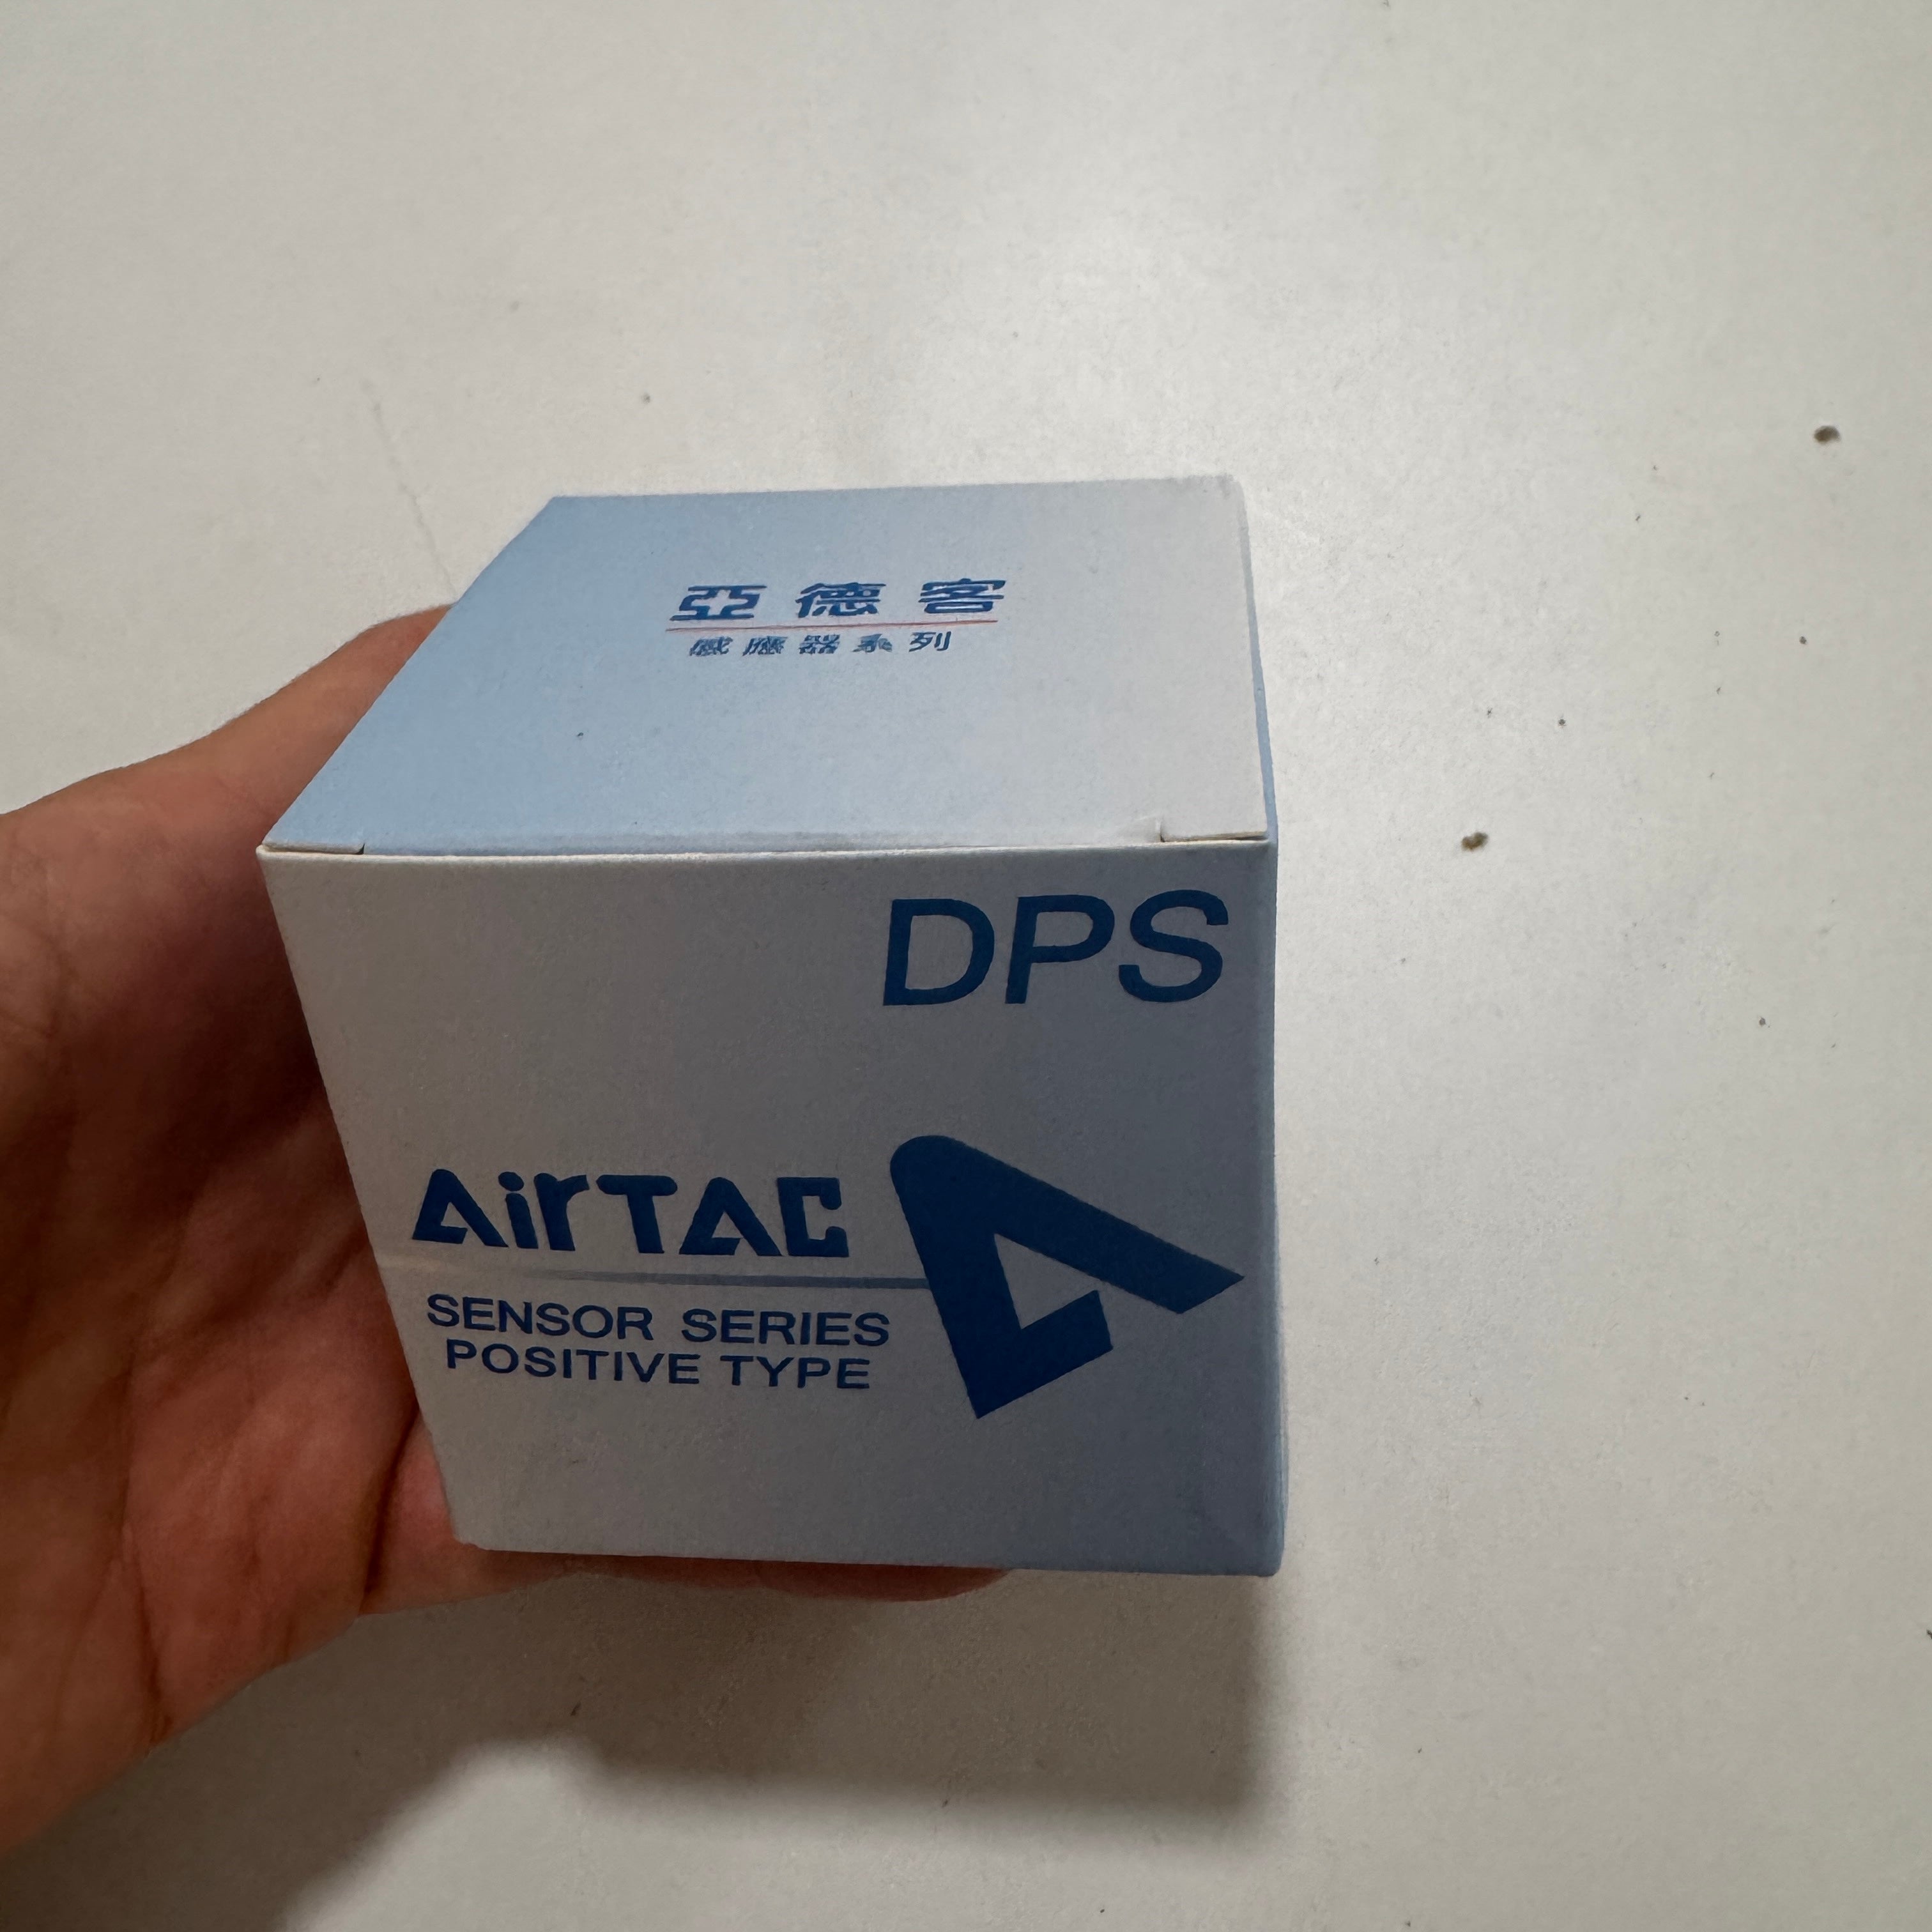 亞德客
感應器系列
DPS
AirTAC
SENSOR SERIES
POSITIVE TYPE